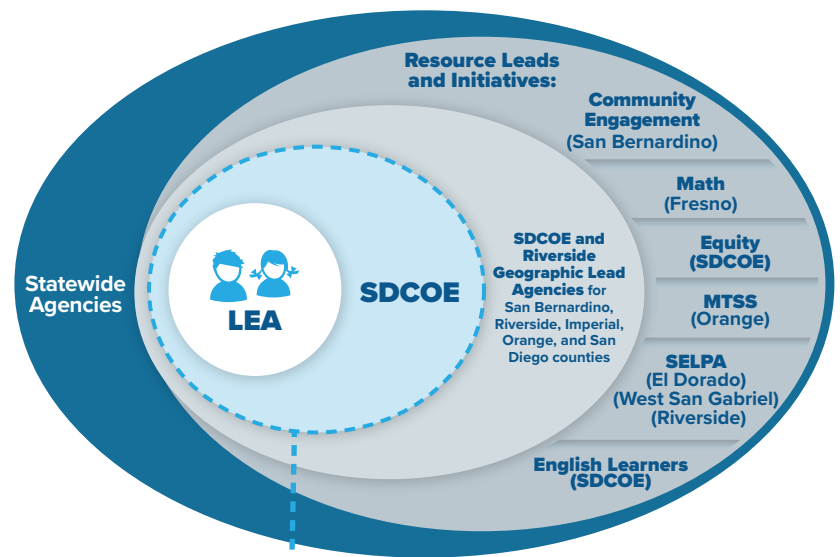 Resource Leads
and Initiatives:
Community
Engagement
(San Bernardino)
Math
(Fresno)
Equity
(SDCOE)
MTSS
(Orange)
SELPA
(El Dorado)
(West San Gabriel)
(Riverside)
English Learners
(SDCOE)
SDCOE and
Riverside
Geographic Lead
Agencies for
San Bernardino,
Riverside, Imperial,
Orange, and San
Diego counties
SDCOE
LEA
Statewide
Agencies